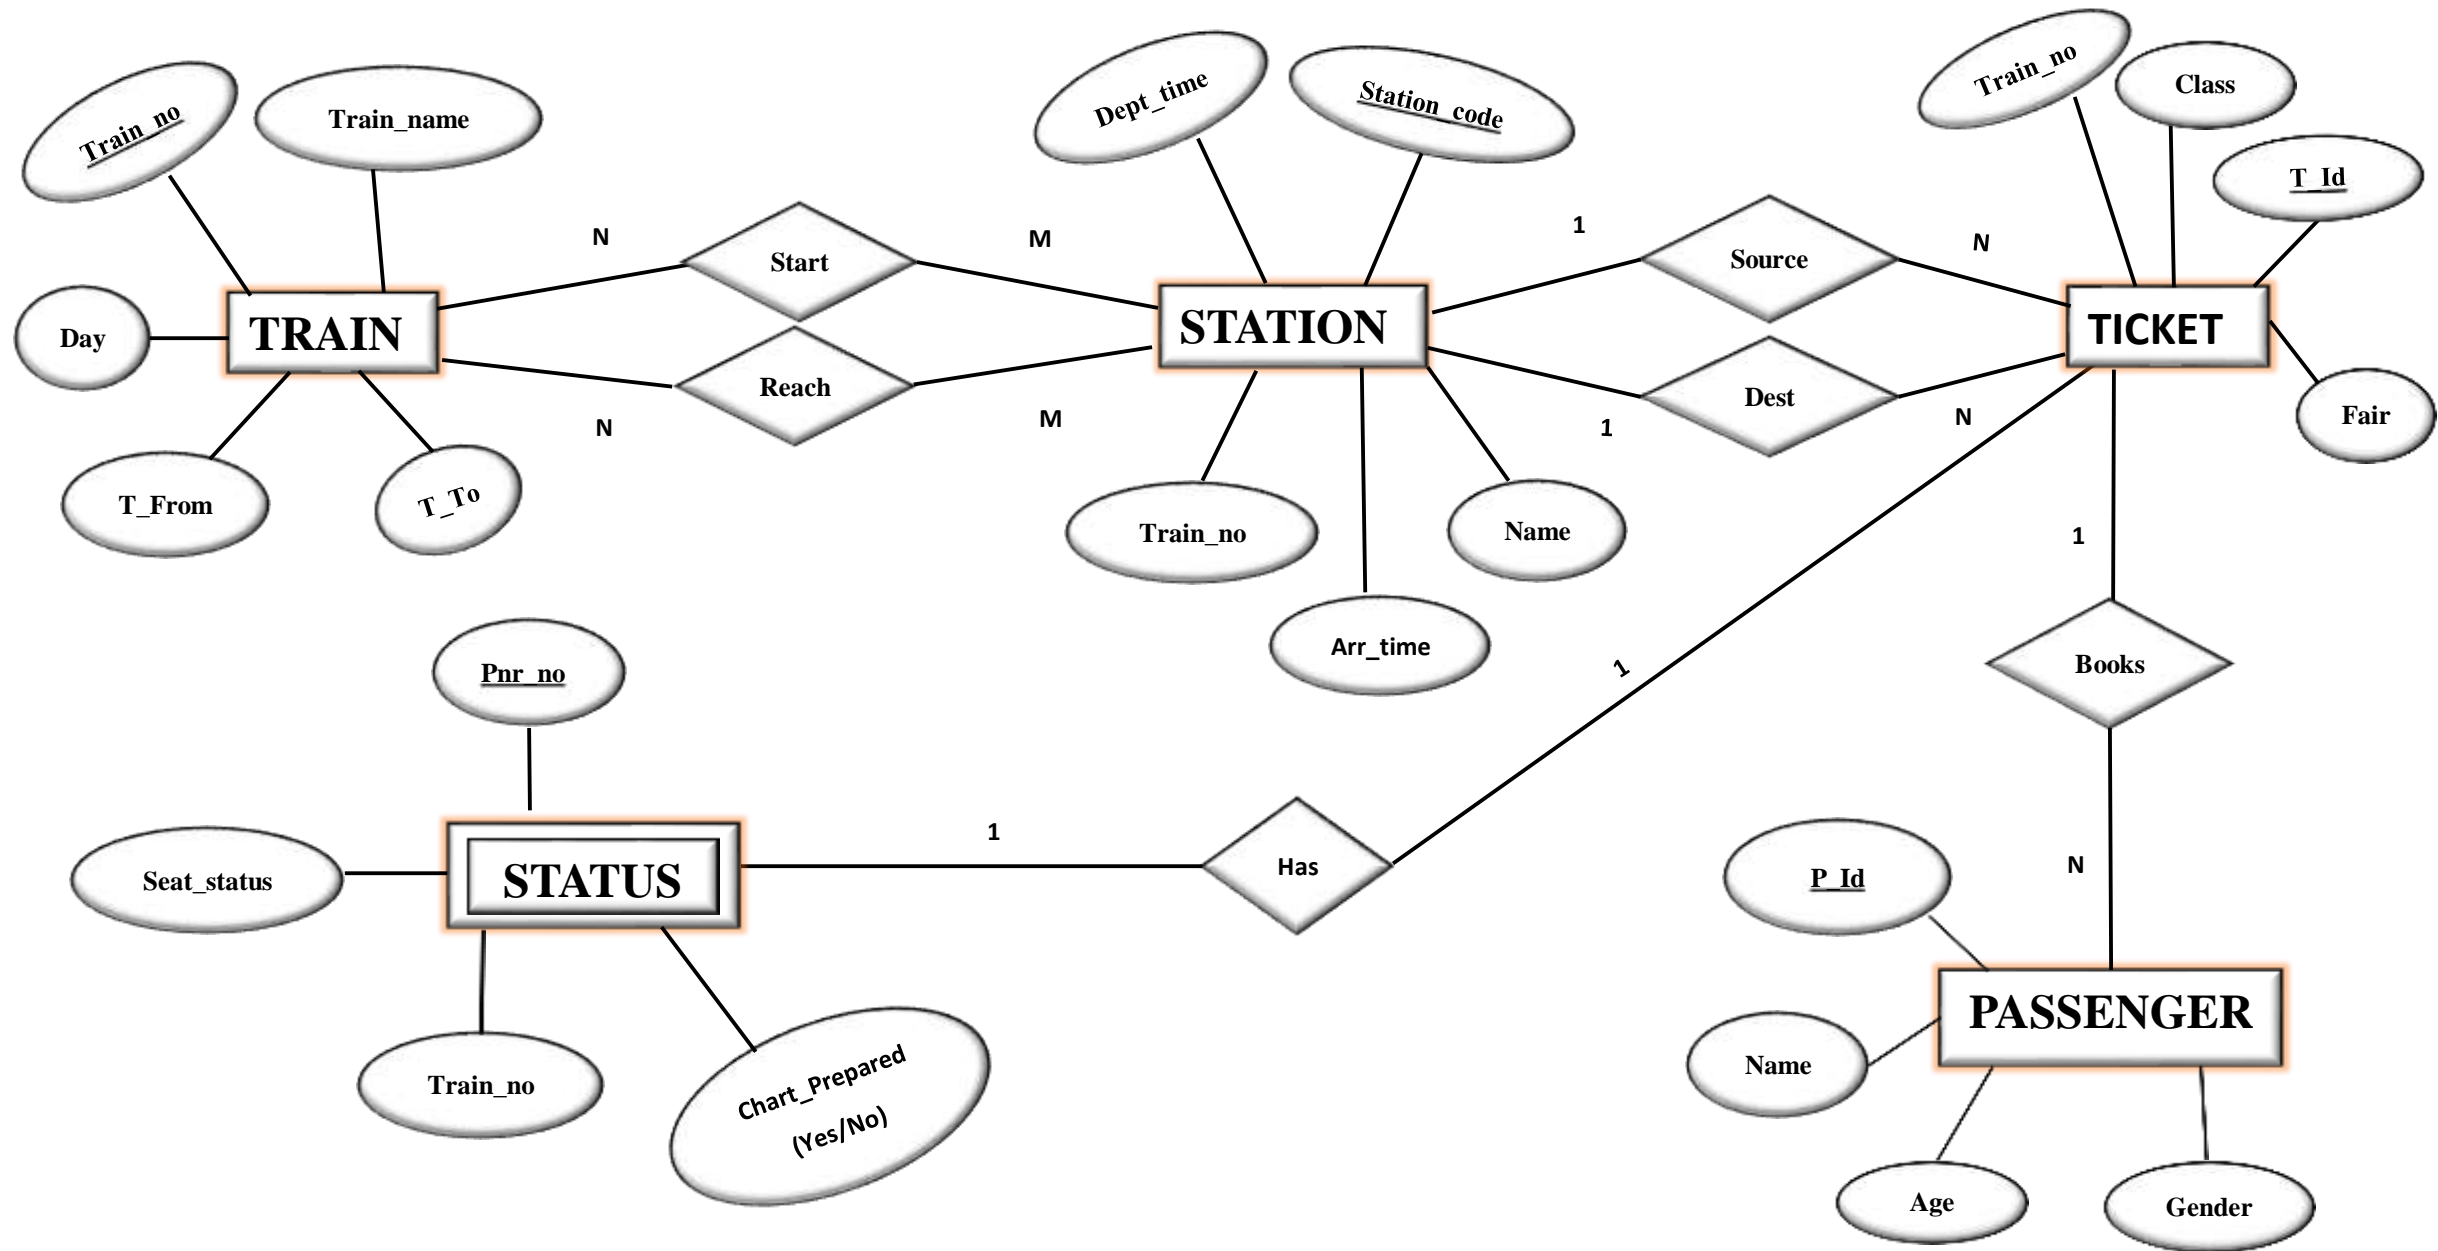 Train_no
Train_name
Dept_time
Station_code
Train_no
Class
T_Id
N
Start
M
1
Source
N
Day
TRAIN
STATION
TICKET
Reach
Dest
Fair
N
M
1
N
T_From
T_To
Train_no
Name
1
Arr_time
Pnr_no
1
Books
Seat_status
STATUS
1
Has
N
P_Id
PASSENGER
Name
Train_no
Chart_Prepared
(Yes/No)
Age
Gender